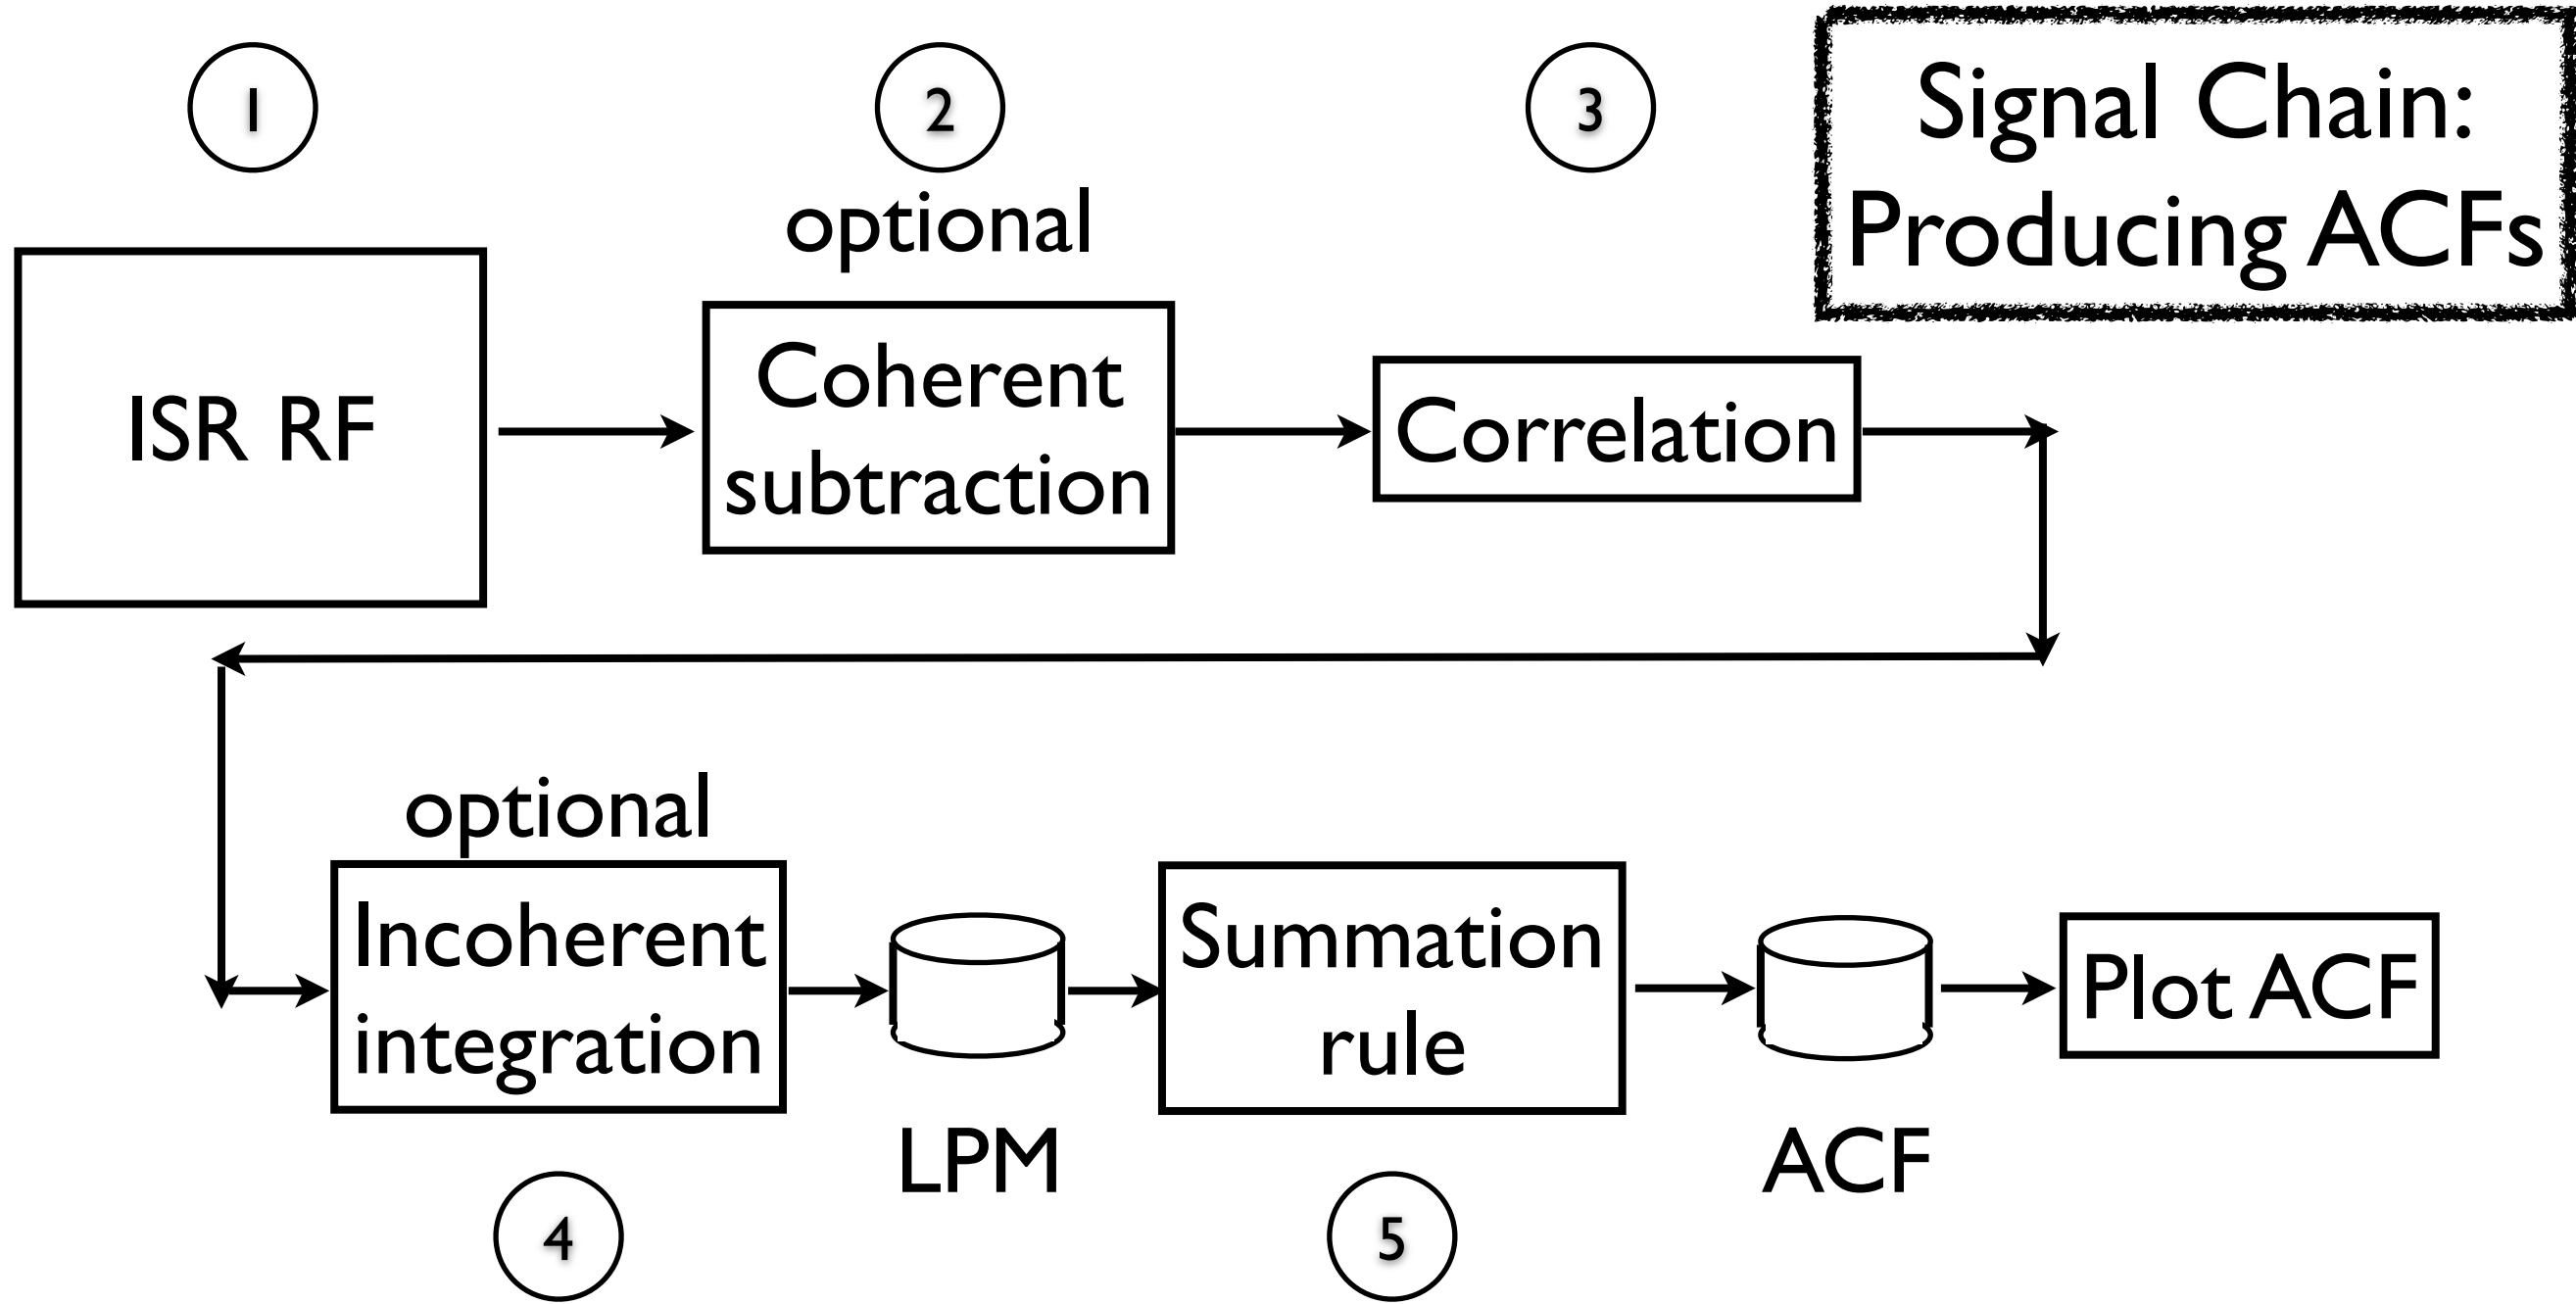 1
2
3
Signal Chain:
Producing ACFs
optional
ISR RF
Coherent
subtraction
Correlation
optional
Incoherent
integration
LPM
Summation
rule
ACF
Plot ACF
4
5